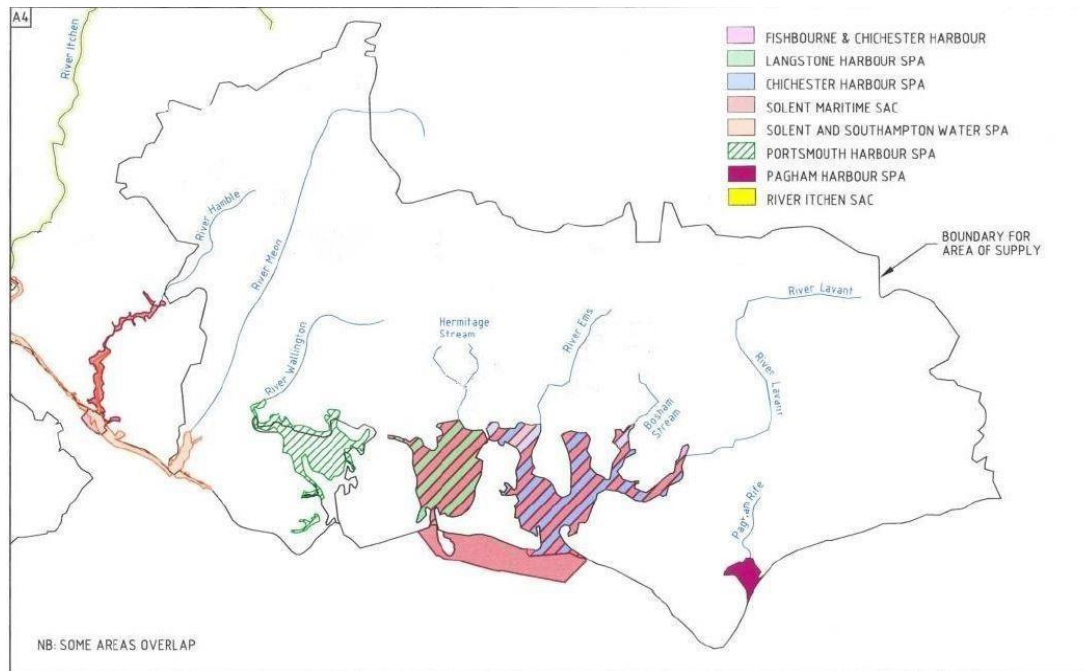 A4
River Itchen
River Hamble
River Meon
River Wallington
Hermitage
Stream
River Ems
Bosham
Stream
River Lavant
River Lavant
Pagham Rife
FISHBOURNE & CHICHESTER HARBOUR
LANGSTONE HARBOUR SPA
CHICHESTER HARBOUR SPA
SOLENT MARITIME SAC
SOLENT AND SOUTHAMPTON WATER SPA
PORTSMOUTH HARBOUR SPA
PAGHAM HARBOUR SPA
RIVER ITCHEN SAC
BOUNDARY FOR
AREA OF SUPPLY
NB: SOME AREAS OVERLAP